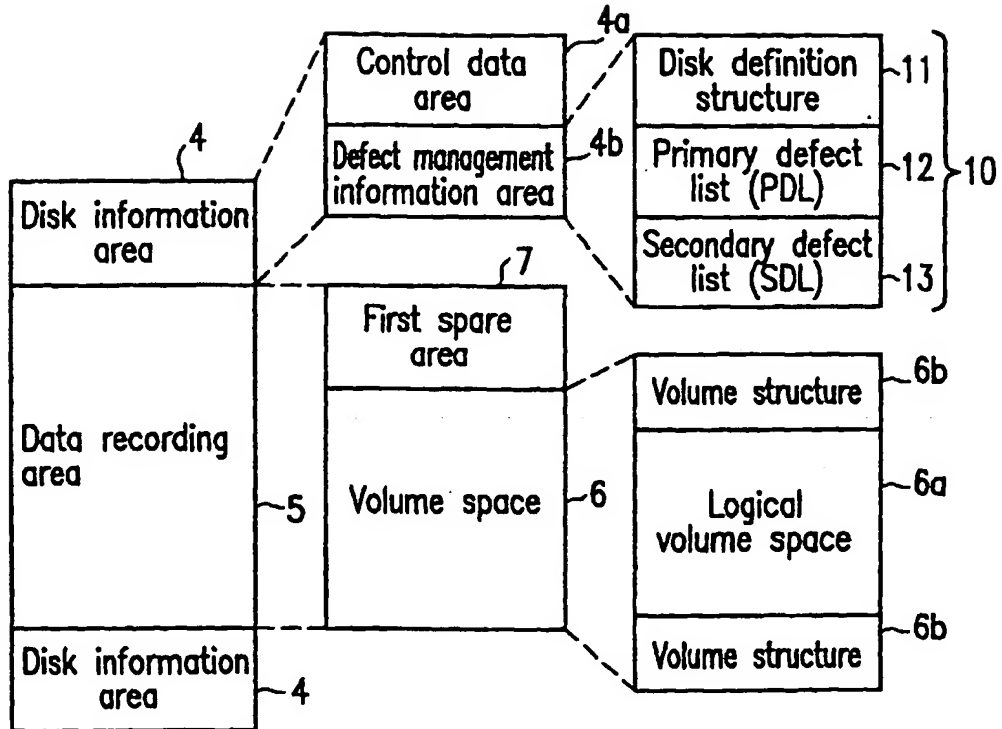 4
Disk information
area
Data recording
area
5
Disk information
area
4
4a
Control data
area
Defect management
information area
4b
7
First spare
area
Volume space
6
Disk definition
structure
11
Primary defect
list (PDL)
12
Secondary defect
list (SDL)
13
10
Volume structure
6b
Logical
volume space
6a
Volume structure
6b